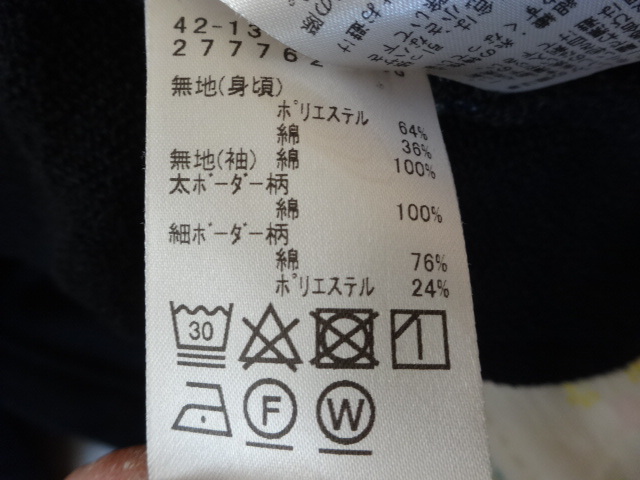 42-13
27776
無地(身頃)
ポリエステル 64%
綿 36%
無地(袖) 綿 100%
太ボーダー柄
綿 100%
細ボーダー柄
綿 76%
ポリエステル 24%
30
F W